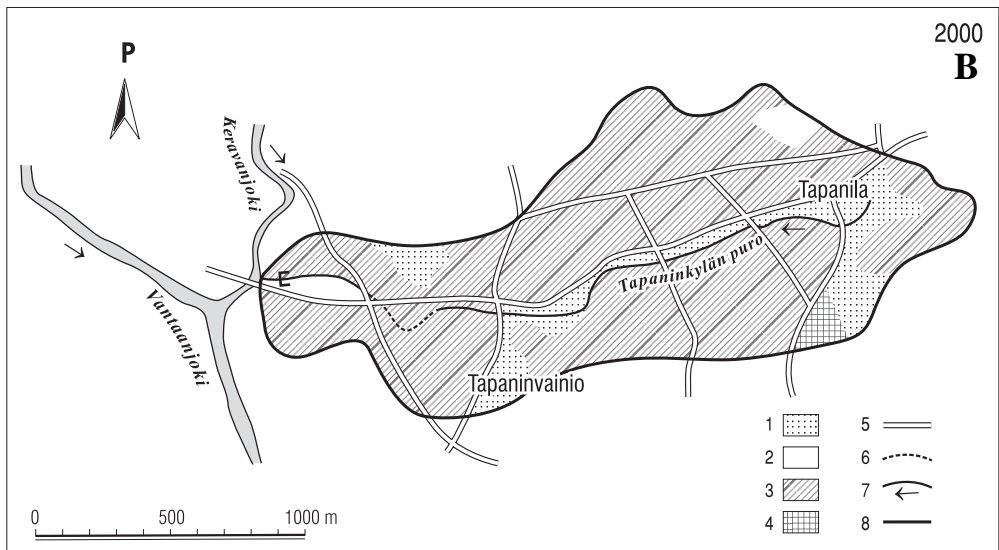 2000
B
P
Keravanjoki
Tapanila
E
Tapaninkylän puro
Vantaanjoki
Tapaninvainio
1
2
3
4
5
6
7
8
0 500 1000 m